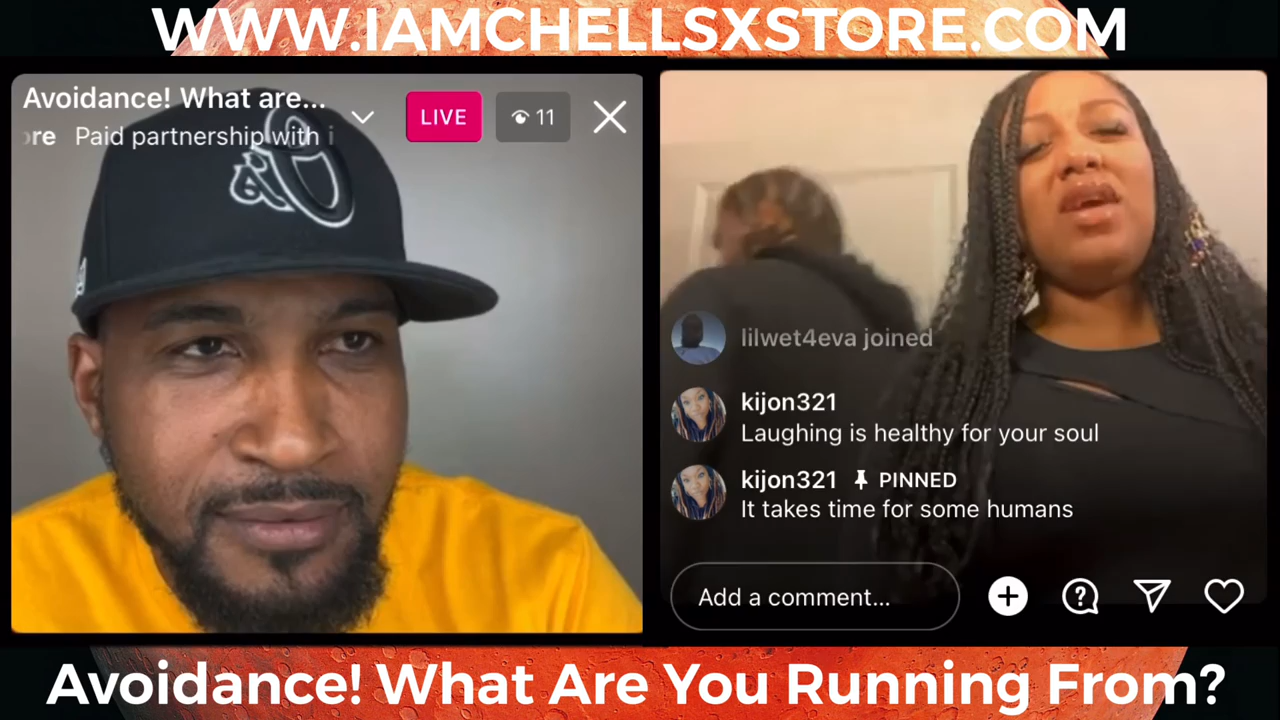 WWW.IAMCHELLSXSTORE.COM
Avoidance! What are...
re Paid partnership with i
LIVE
11
lilwet4eva joined
kijon321
Laughing is healthy for your soul
kijon321 PINNED
It takes time for some humans
Add a comment...
Avoidance! What Are You Running From?